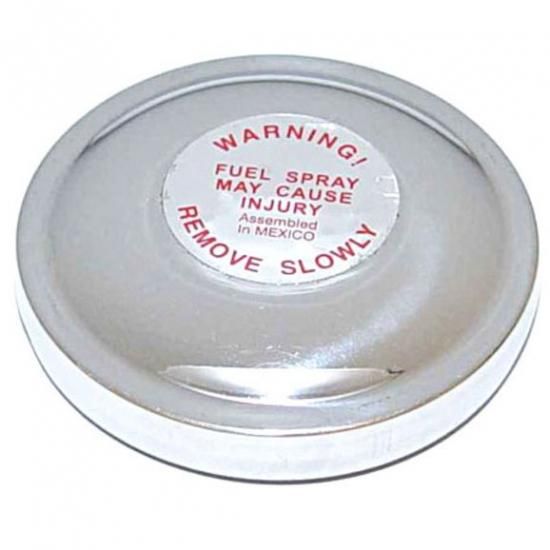 WARNING!
FUEL SPRAY
MAY CAUSE
INJURY
Assembled
In MEXICO
REMOVE SLOWLY